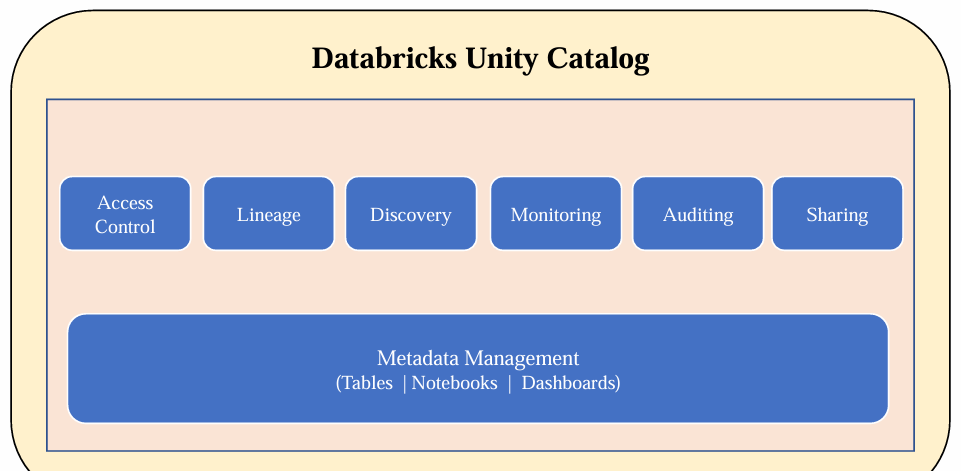 Databricks Unity Catalog
Access
Control
Lineage
Discovery
Monitoring
Auditing
Sharing
Metadata Management
(Tables | Notebooks | Dashboards)